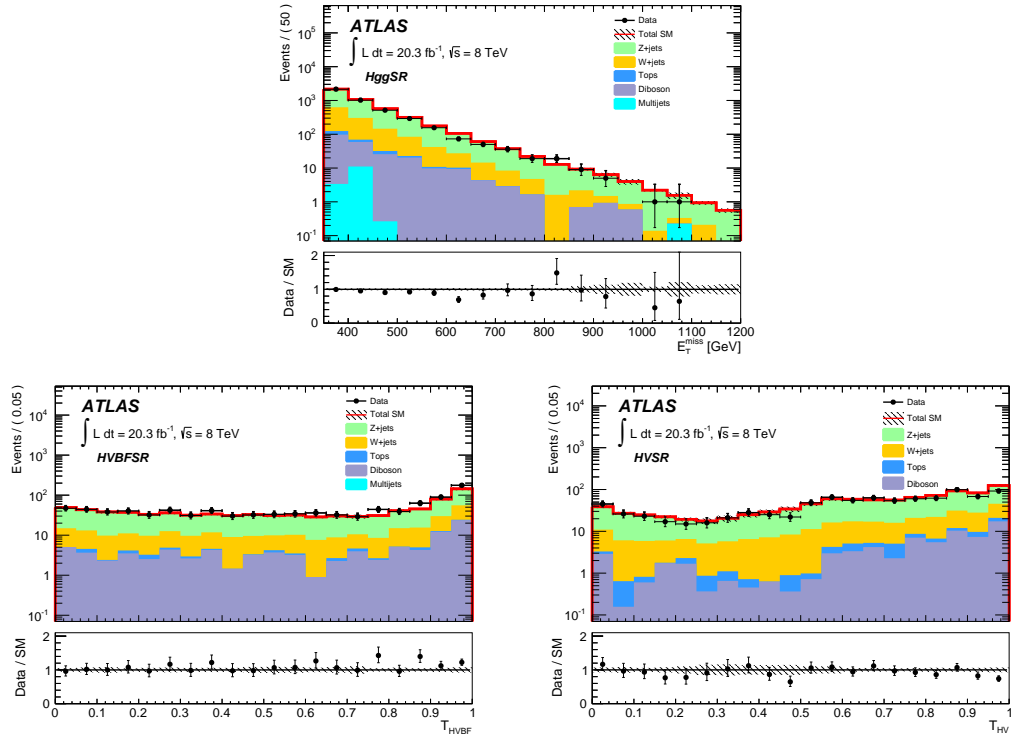 Events / ( 50 )
10⁵
10⁴
10³
10²
10
1
10⁻¹
ATLAS
∫ L dt = 20.3 fb⁻¹, √s = 8 TeV
HggSR
Data
Total SM
Z+jets
W+jets
Tops
Diboson
Multijets
Data / SM
2
1
0
400 500 600 700 800 900 1000 1100 1200
E_T^miss [GeV]
Events / ( 0.05 )
10⁴
10³
10²
10
1
10⁻¹
ATLAS
∫ L dt = 20.3 fb⁻¹, √s = 8 TeV
HVBFSR
Data
Total SM
Z+jets
W+jets
Tops
Diboson
Multijets
Data / SM
2
1
0
0 0.1 0.2 0.3 0.4 0.5 0.6 0.7 0.8 0.9 1
T_HVBF
Events / ( 0.05 )
10⁴
10³
10²
10
1
10⁻¹
ATLAS
∫ L dt = 20.3 fb⁻¹, √s = 8 TeV
HVSR
Data
Total SM
Z+jets
W+jets
Tops
Diboson
Data / SM
2
1
0
0 0.1 0.2 0.3 0.4 0.5 0.6 0.7 0.8 0.9 1
T_HV